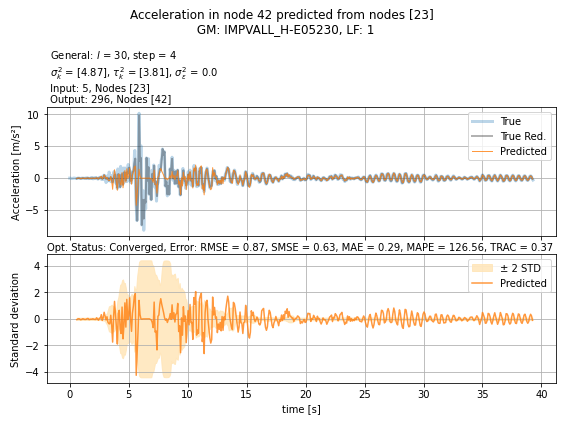 Acceleration in node 42 predicted from nodes [23]
GM: IMPVALL_H-E05230, LF: 1
General: l = 30, step = 4
σ²ₖ = [4.87], τ²ₖ = [3.81], σ²ε = 0.0
Input: 5, Nodes [23]
Output: 296, Nodes [42]
10
5
0
−5
Acceleration [m/s²]
True
True Red.
Predicted
Opt. Status: Converged, Error: RMSE = 0.87, SMSE = 0.63, MAE = 0.29, MAPE = 126.56, TRAC = 0.37
4
2
0
−2
−4
Standard deviation
± 2 STD
Predicted
0 5 10 15 20 25 30 35 40
time [s]